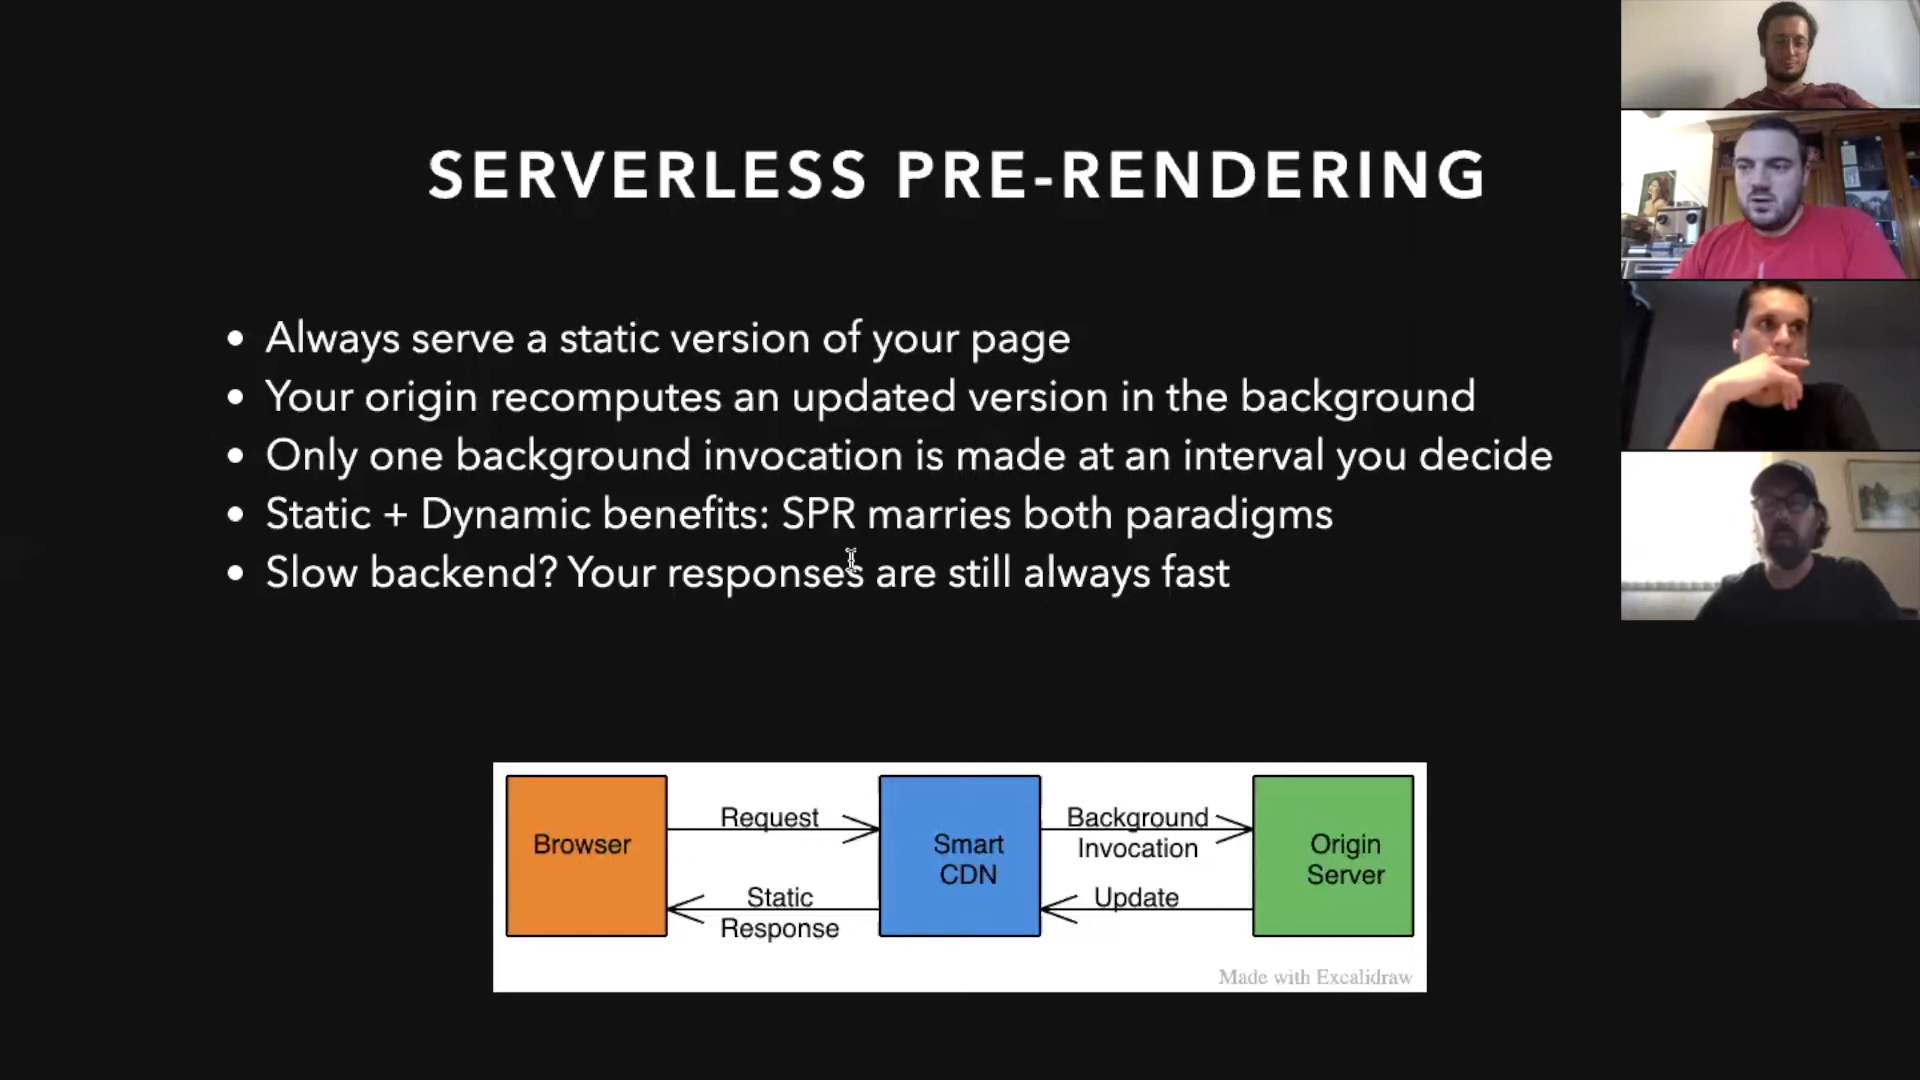 SERVERLESS PRE-RENDERING
• Always serve a static version of your page
• Your origin recomputes an updated version in the background
• Only one background invocation is made at an interval you decide
• Static + Dynamic benefits: SPR marries both paradigms
• Slow backend? Your responses are still always fast
Browser
Request
Static
Response
Smart
CDN
Background
Invocation
Update
Origin
Server
Made with Excalidraw